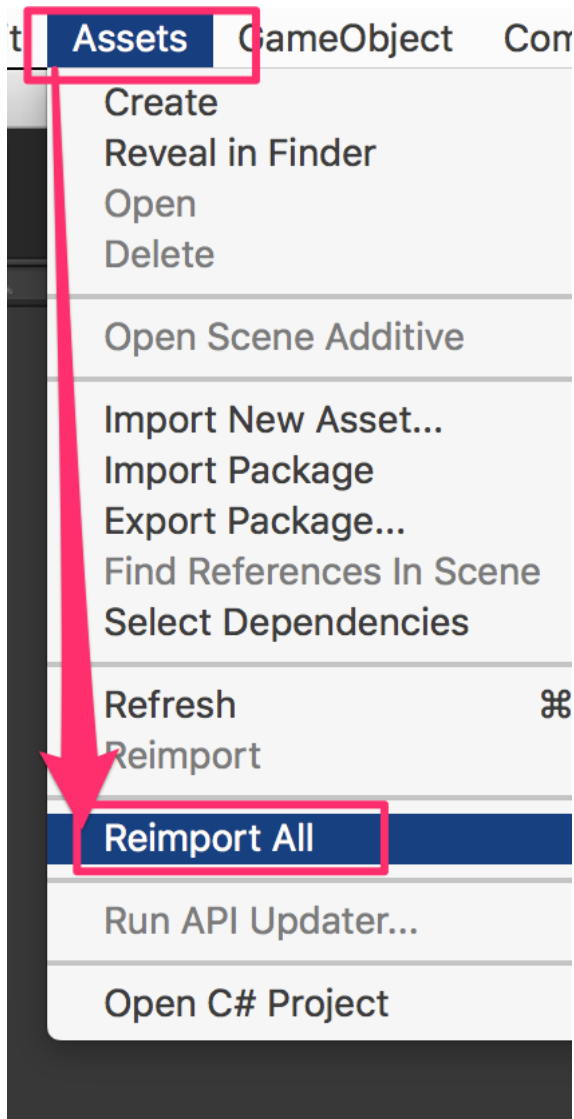 t Assets GameObject Com
Create
Reveal in Finder
Open
Delete
Open Scene Additive
Import New Asset...
Import Package
Export Package...
Find References In Scene
Select Dependencies
Refresh ⌘
Reimport
Reimport All
Run API Updater...
Open C# Project